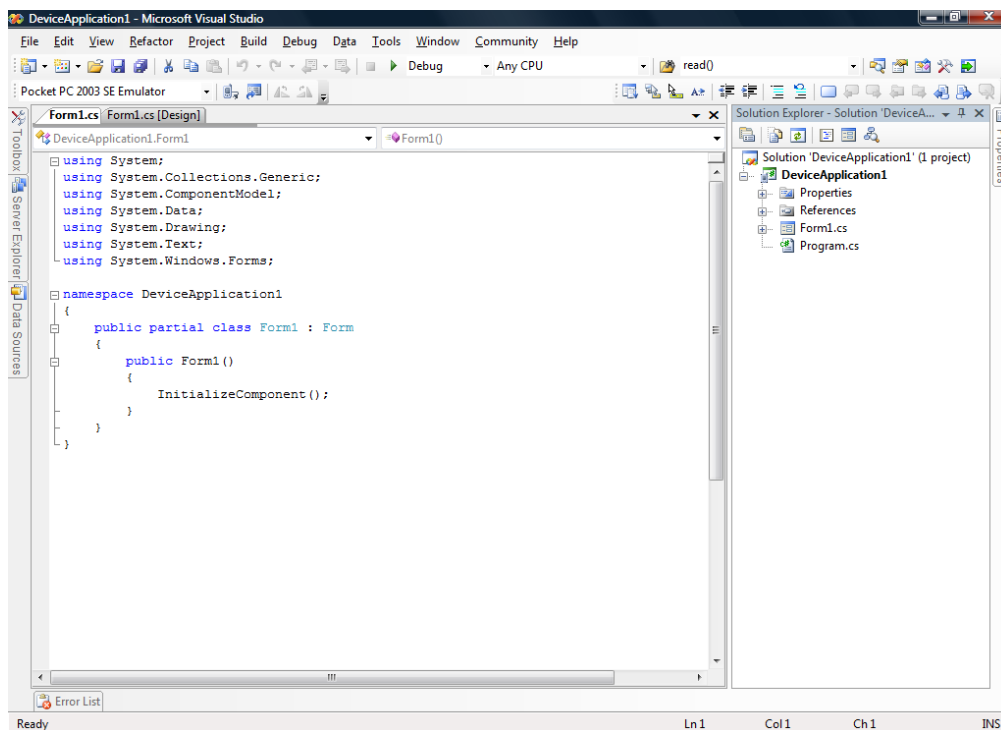 DeviceApplication1 - Microsoft Visual Studio
File Edit View Refactor Project Build Debug Data Tools Window Community Help
Debug Any CPU read()
Pocket PC 2003 SE Emulator
Form1.cs Form1.cs [Design]
Solution Explorer - Solution 'DeviceA...
DeviceApplication1.Form1 Form1()
Toolbox
Server Explorer
Data Sources
using System;
using System.Collections.Generic;
using System.ComponentModel;
using System.Data;
using System.Drawing;
using System.Text;
using System.Windows.Forms;
namespace DeviceApplication1
{
public partial class Form1 : Form
{
public Form1()
{
InitializeComponent();
}
}
}
Solution 'DeviceApplication1' (1 project)
DeviceApplication1
Properties
References
Form1.cs
Program.cs
Properties
Error List
Ready Ln 1 Col 1 Ch 1 INS